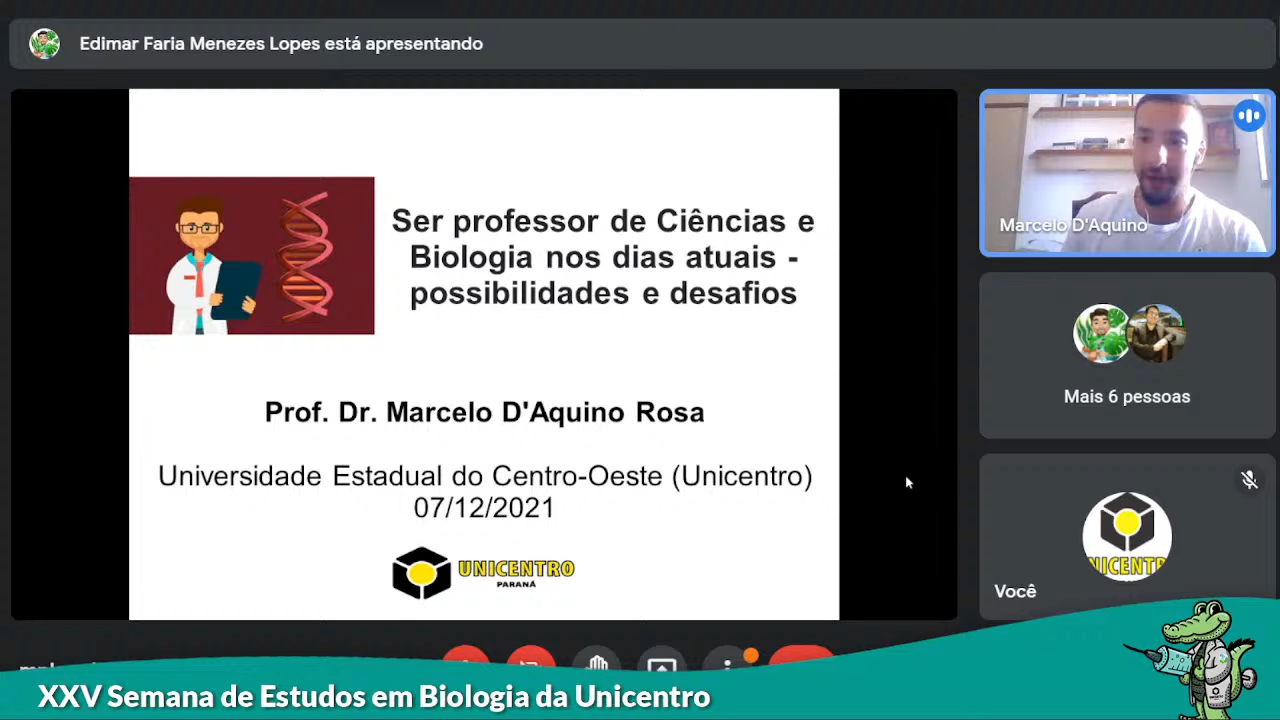 Edimar Faria Menezes Lopes está apresentando
Ser professor de Ciências e
Biologia nos dias atuais -
possibilidades e desafios
Prof. Dr. Marcelo D'Aquino Rosa
Universidade Estadual do Centro-Oeste (Unicentro)
07/12/2021
UNICENTRO
PARANÁ
Marcelo D'Aquino
Mais 6 pessoas
Você
XXV Semana de Estudos em Biologia da Unicentro